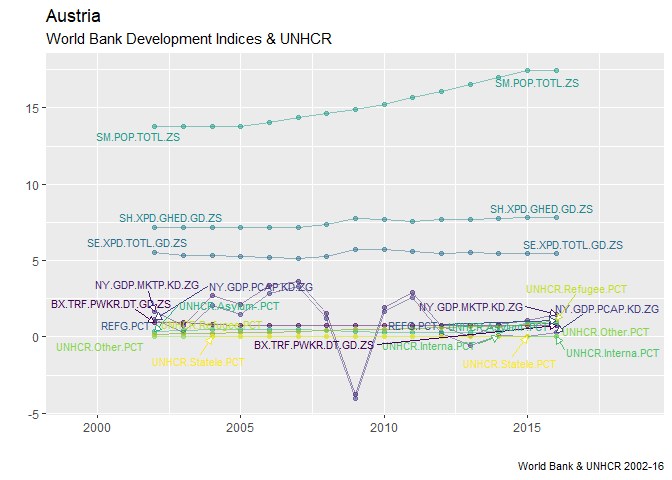 Austria
World Bank Development Indices & UNHCR
15
10
5
0
-5
SM.POP.TOTL.ZS
SM.POP.TOTL.ZS
SH.XPD.GHED.GD.ZS
SH.XPD.GHED.GD.ZS
SE.XPD.TOTL.GD.ZS
SE.XPD.TOTL.GD.ZS
NY.GDP.MKTP.KD.ZG
NY.GDP.PCAP.KD.ZG
UNHCR.Refugee.PCT
BX.TRF.PWKR.DT.GD.ZS
UNHCR.Asylum.PCT
NY.GDP.MKTP.KD.ZG
NY.GDP.PCAP.KD.ZG
REFG.PCT
REFG.PCT
UNHCR.Other.PCT
UNHCR.Other.PCT
BX.TRF.PWKR.DT.GD.ZS
UNHCR.Interna.PCT
UNHCR.Interna.PCT
UNHCR.Statele.PCT
UNHCR.Statele.PCT
2000
2005
2010
2015
World Bank & UNHCR 2002-16